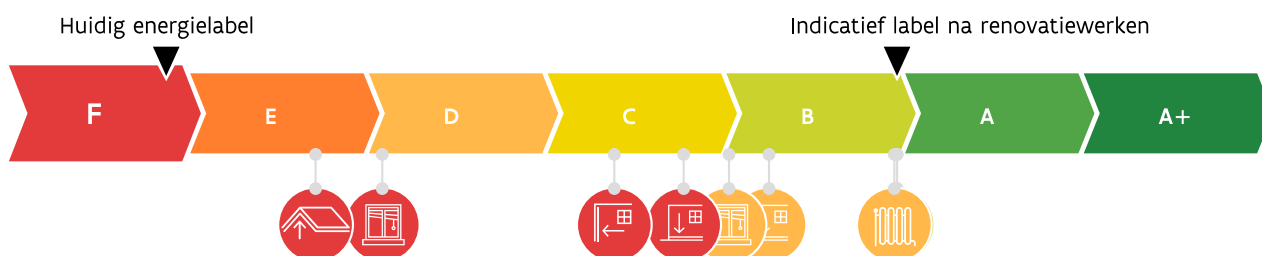 Huidig energielabel
Indicatief label na renovatiewerken
F E D C B A A+